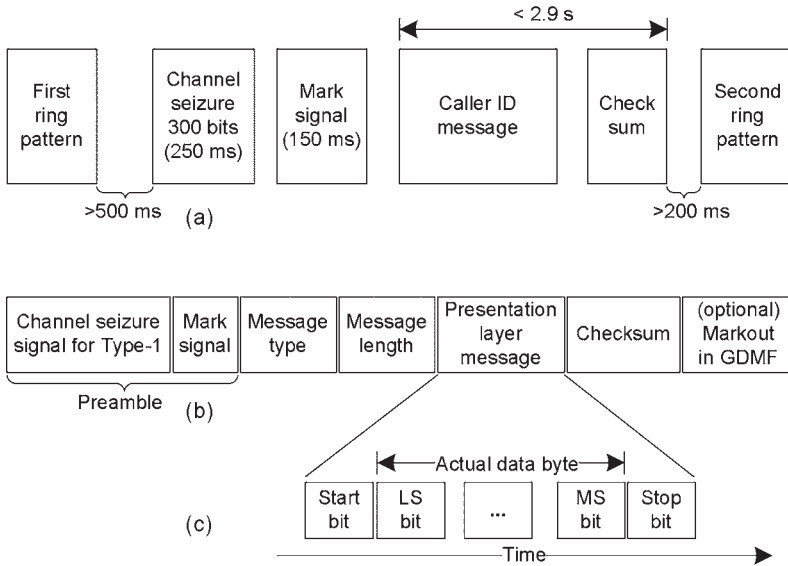 < 2.9 s
First
ring
pattern
Channel
seizure
300 bits
(250 ms)
Mark
signal
(150 ms)
Caller ID
message
Check
sum
Second
ring
pattern
>500 ms
(a)
>200 ms
Channel seizure
signal for Type-1
Mark
signal
Message
type
Message
length
Presentation
layer
message
Checksum
(optional)
Markout
in GDMF
Preamble
(b)
Actual data byte
Start
bit
LS
bit
...
MS
bit
Stop
bit
(c)
Time